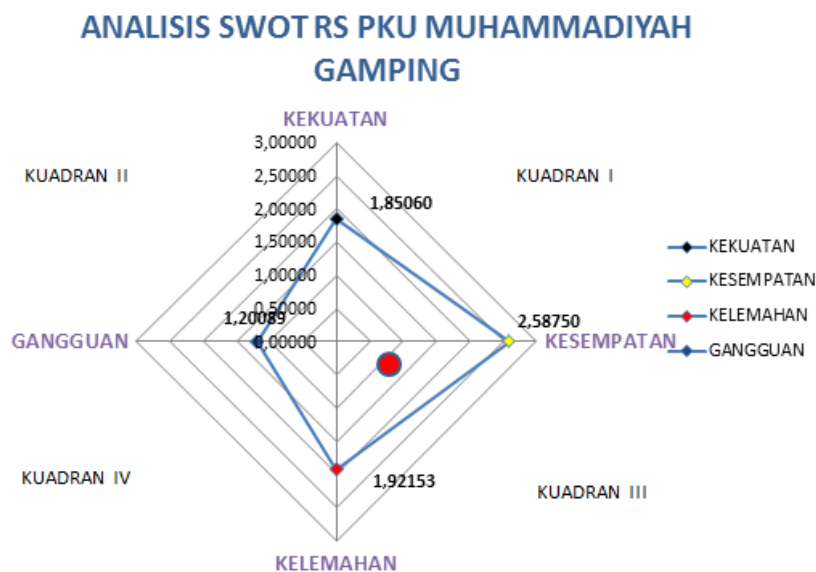 ANALISIS SWOT RS PKU MUHAMMADIYAH
GAMPING
KEKUATAN
3,00000
KUADRAN II
KUADRAN I
2,50000
2,00000
1,85060
1,50000
KEKUATAN
1,00000
KESEMPATAN
0,50000
1,20089
2,58750
KELEMAHAN
GANGGUAN
0,00000
KESEMPATAN
GANGGUAN
KUADRAN IV
1,92153
KUADRAN III
KELEMAHAN